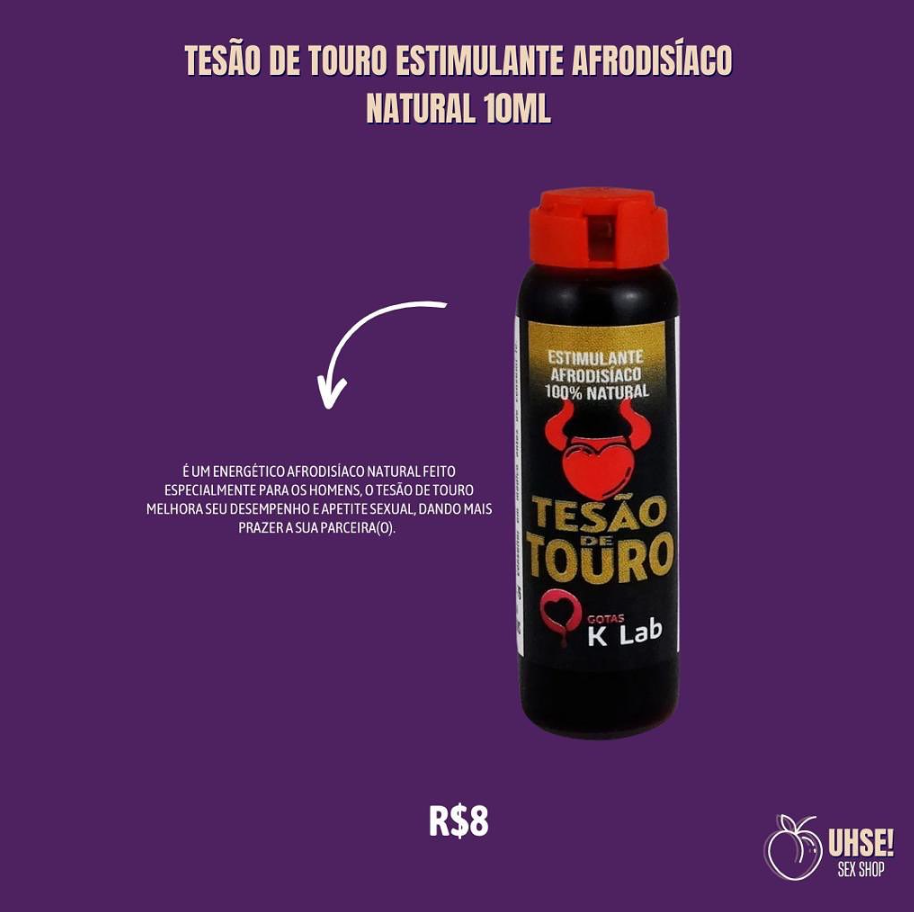 TESÃO DE TOURO ESTIMULANTE AFRODISÍACO
NATURAL 10ML
ESTIMULANTE
AFRODISÍACO
100% NATURAL
TESÃO
DE
TOURO
GOTAS
K Lab
É UM ENERGÉTICO AFRODISÍACO NATURAL FEITO
ESPECIALMENTE PARA OS HOMENS, O TESÃO DE TOURO
MELHORA SEU DESEMPENHO E APETITE SEXUAL, DANDO MAIS
PRAZER A SUA PARCEIRA(O).
R$8
UHSE!
SEX SHOP